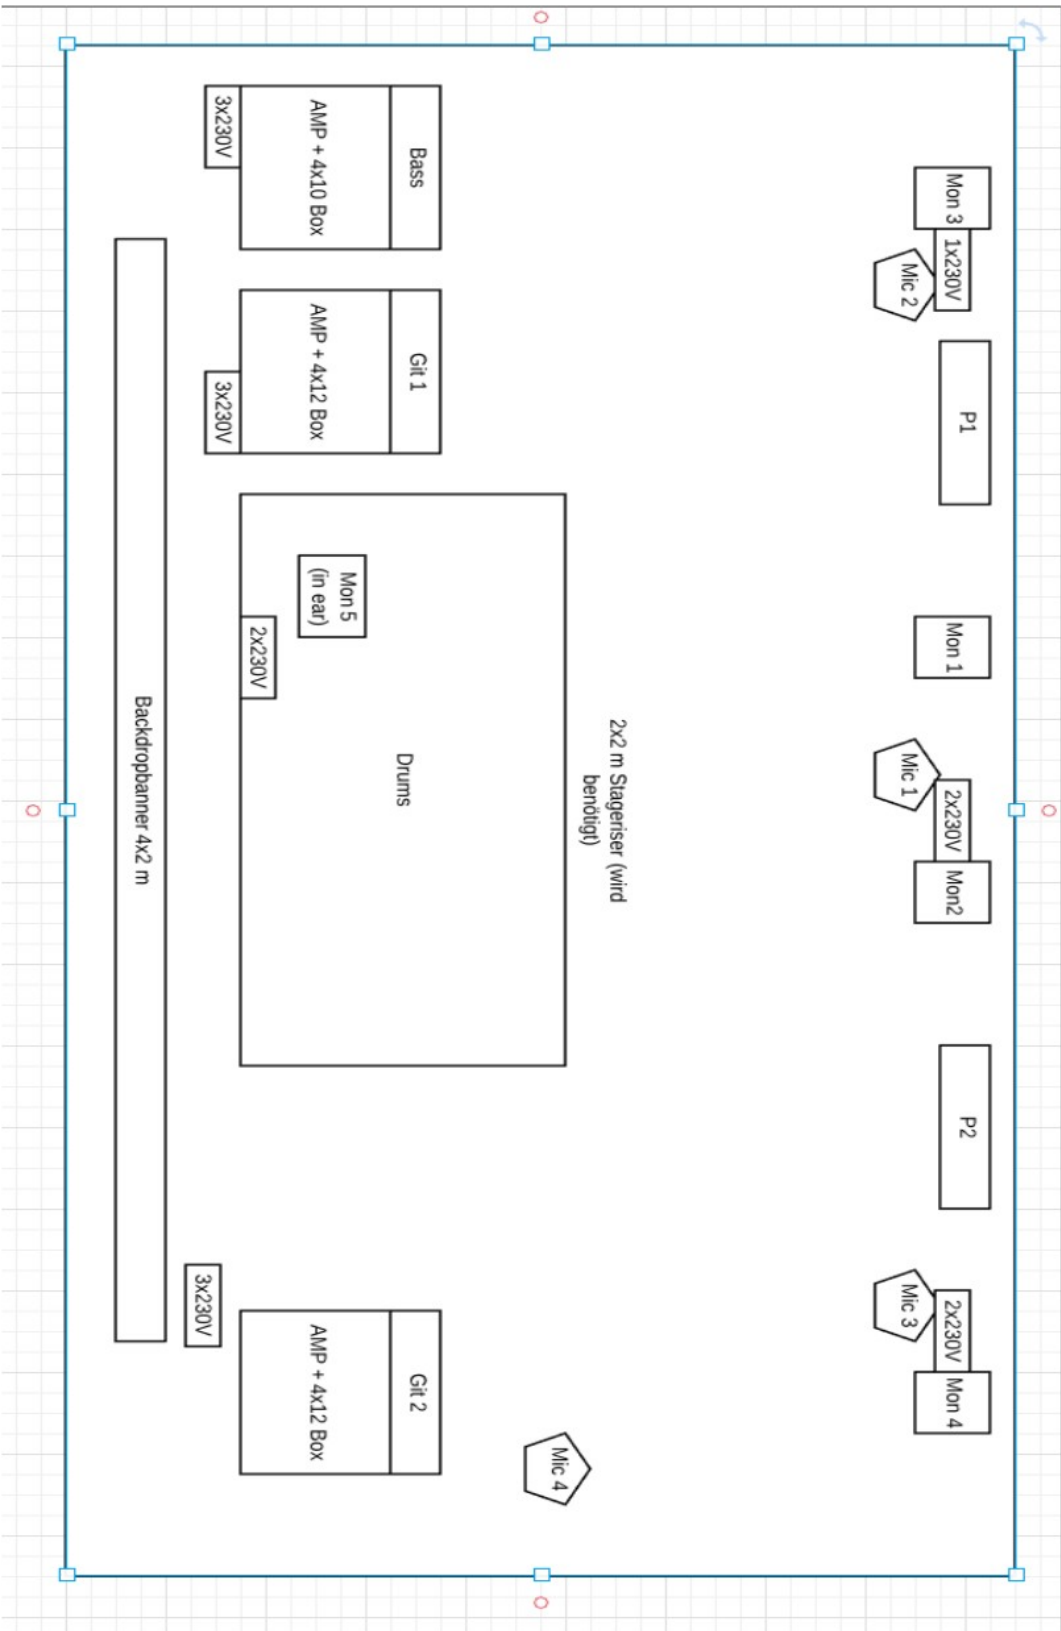 Backdropbanner 4x2 m
3x230V
3x230V
3x230V
AMP + 4x10 Box
Bass
AMP + 4x12 Box
Git 1
2x230V
Mon 5
(in ear)
Drums
AMP + 4x12 Box
Git 2
2x2 m Stageriser (wird
benötigt)
Mic 4
Mon 3
1x230V
Mic 2
P1
Mon 1
Mic 1
2x230V
Mon2
P2
Mic 3
2x230V
Mon 4